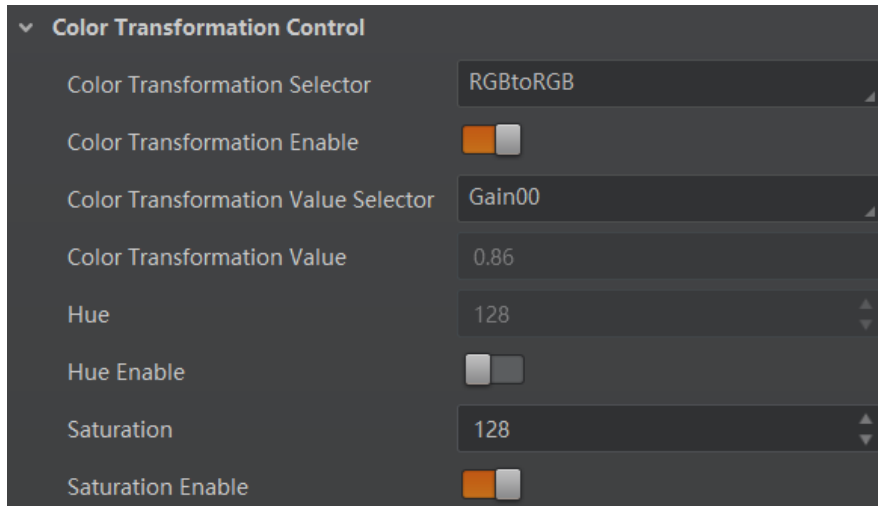 Color Transformation Control
Color Transformation Selector RGBtoRGB
Color Transformation Enable
Color Transformation Value Selector Gain00
Color Transformation Value 0.86
Hue 128
Hue Enable
Saturation 128
Saturation Enable